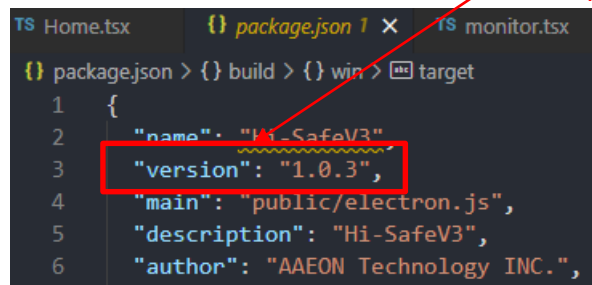 TS Home.tsx {} package.json 1 × TS monitor.tsx
{} package.json > {} build > {} win > abc target
1 {
2 "name": "Hi-SafeV3",
3 "version": "1.0.3",
4 "main": "public/electron.js",
5 "description": "Hi-SafeV3",
6 "author": "AAEON Technology INC.",